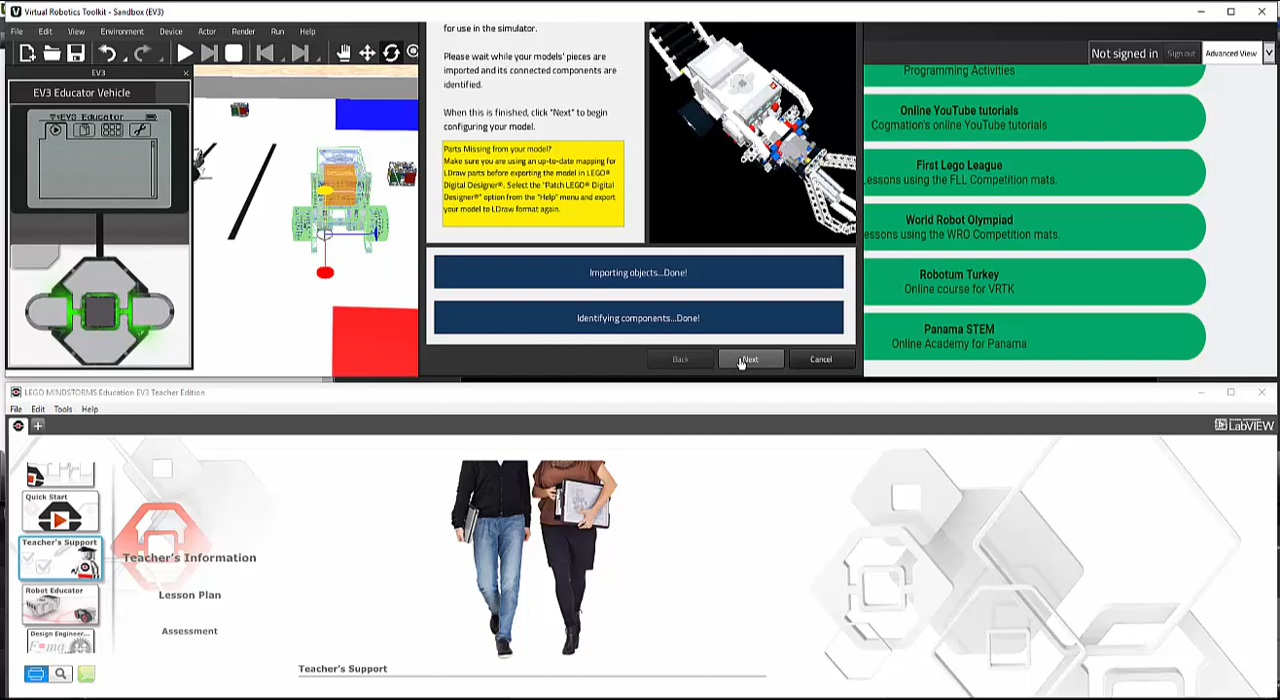 Virtual Robotics Toolkit - Sandbox (EV3)
File Edit View Environment Device Actor Render Run Help
Not signed in Sign out Advanced View
EV3
EV3 Educator Vehicle
EV3 Educator
for use in the simulator.
Please wait while your models' pieces are
imported and its connected components are
identified.
When this is finished, click "Next" to begin
configuring your model.
Parts Missing from your model?
Make sure you are using an up-to-date mapping for
LDraw parts before exporting the model in LEGO®
Digital Designer®. Select the "Patch LEGO® Digital
Designer®" option from the "Help" menu and export
your model to LDraw format again.
Importing objects...Done!
Identifying components...Done!
Back Next Cancel
Programming Activities
Online YouTube tutorials
Cogmation's online YouTube tutorials
First Lego League
essons using the FLL Competition mats.
World Robot Olympiad
essons using the WRO Competition mats.
Robotum Turkey
Online course for VRTK
Panama STEM
Online Academy for Panama
LEGO MINDSTORMS Education EV3 Teacher Edition
File Edit Tools Help
LabVIEW
Quick Start
Teacher's Support
Robot Educator
Design Engineer...
F=ma
Teacher's Information
Lesson Plan
Assessment
Teacher's Support